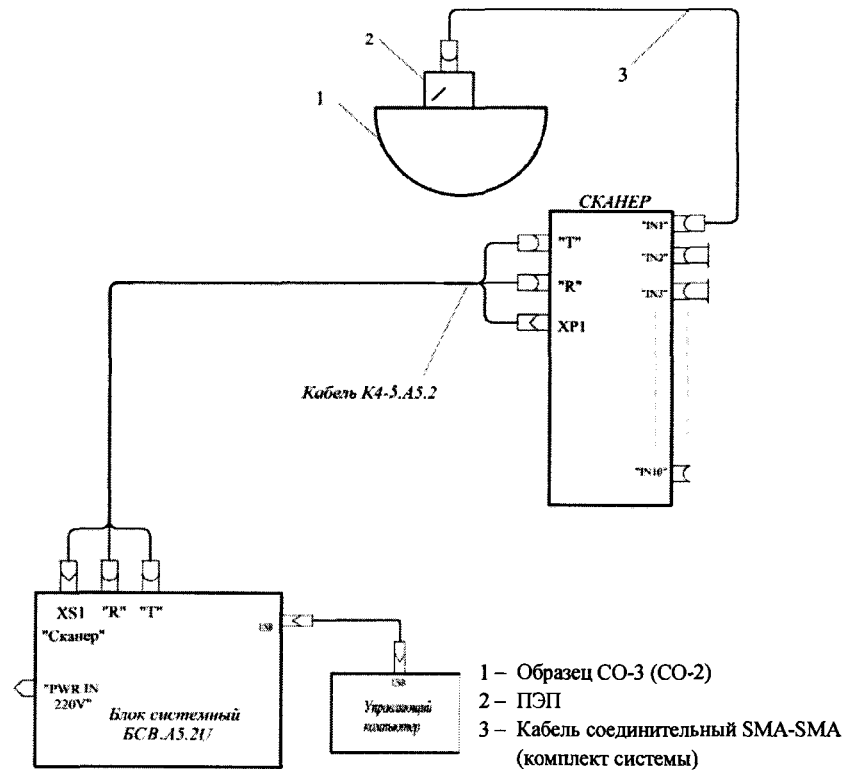 2
3
1
СКАНЕР
"IN1"
"T"
"IN2"
"R"
"IN3"
XP1
Кабель К4-5.А5.2
"IN10"
XS1 "R" "T"
"Сканер"
"PWR IN
220V"
Блок системный
БСВ.А5.2U
Управляющий
компьютер
1 – Образец СО-3 (СО-2)
2 – ПЭП
3 – Кабель соединительный SMA-SMA
(комплект системы)